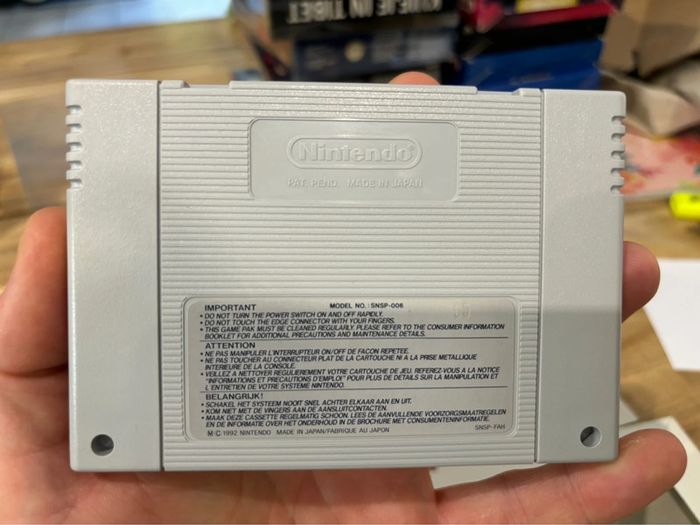 KUIFJE IN TIBET
Nintendo
PAT. PEND. MADE IN JAPAN
IMPORTANT MODEL NO.: SNSP-006
• DO NOT TURN THE POWER SWITCH ON AND OFF RAPIDLY.
• DO NOT TOUCH THE EDGE CONNECTOR WITH YOUR FINGERS.
• THIS GAME PAK MUST BE CLEANED REGULARLY. PLEASE REFER TO THE CONSUMER INFORMATION
BOOKLET FOR ADDITIONAL PRECAUTIONS AND MAINTENANCE DETAILS.
ATTENTION
• NE PAS MANIPULER L'INTERRUPTEUR ON/OFF DE FACON REPETEE.
• NE PAS TOUCHER AU CONNECTEUR PLAT DE LA CARTOUCHE NI A LA PRISE METALLIQUE
INTERIEURE DE LA CONSOLE.
• VEILLEZ A NETTOYER REGULIEREMENT VOTRE CARTOUCHE DE JEU. REFEREZ-VOUS A LA NOTICE
"INFORMATIONS ET PRECAUTIONS D'EMPLOI" POUR PLUS DE DETAILS SUR LA MANIPULATION ET
L'ENTRETIEN DE VOTRE SYSTEME NINTENDO.
BELANGRIJK!
• SCHAKEL HET SYSTEEM NOOIT SNEL ACHTER ELKAAR AAN EN UIT.
• KOM NIET MET DE VINGERS AAN DE AANSLUITCONTACTEN.
• MAAK DEZE CASSETTE REGELMATIG SCHOON. LEES DE AANVULLENDE VOORZORGSMAATREGELEN
EN DE INFORMATIE OVER HET ONDERHOUD IN DE BROCHURE MET CONSUMENTENINFORMATIE.
M/C 1992 NINTENDO MADE IN JAPAN/FABRIQUE AU JAPON SNSP-FAH